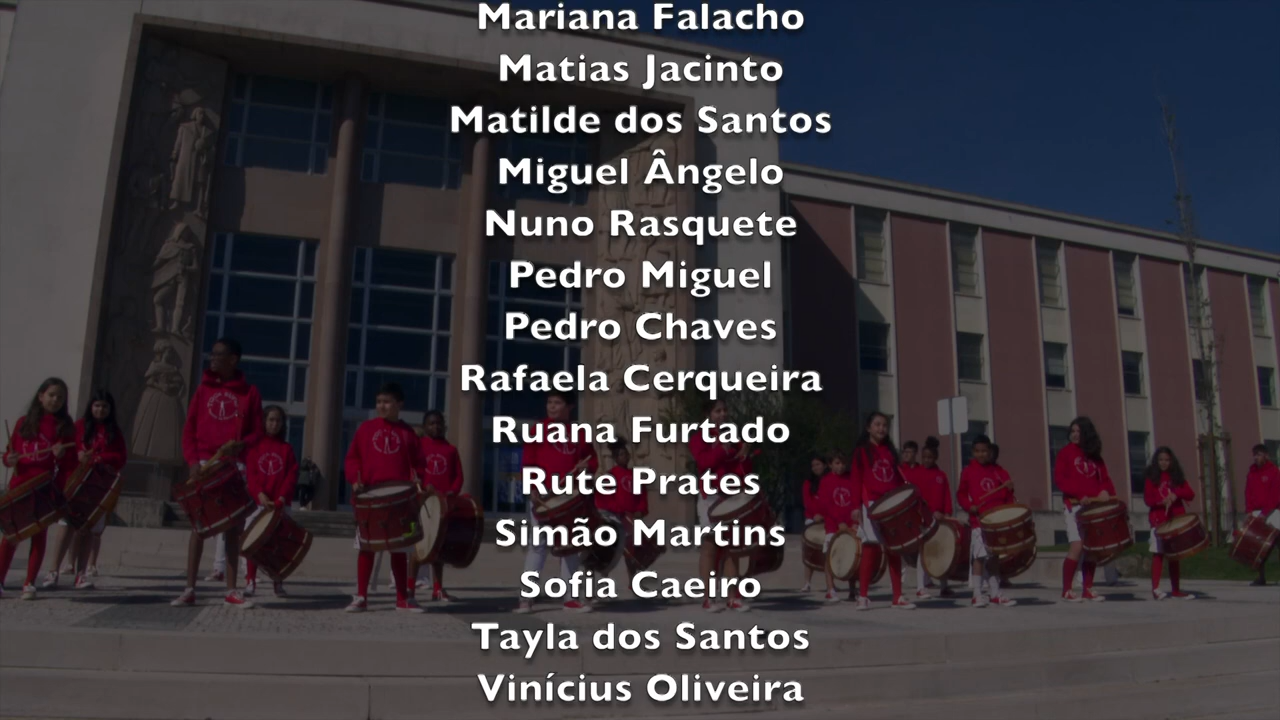 Mariana Falacho
Matias Jacinto
Matilde dos Santos
Miguel Ângelo
Nuno Rasquete
Pedro Miguel
Pedro Chaves
Rafaela Cerqueira
Ruana Furtado
Rute Prates
Simão Martins
Sofia Caeiro
Tayla dos Santos
Vinícius Oliveira